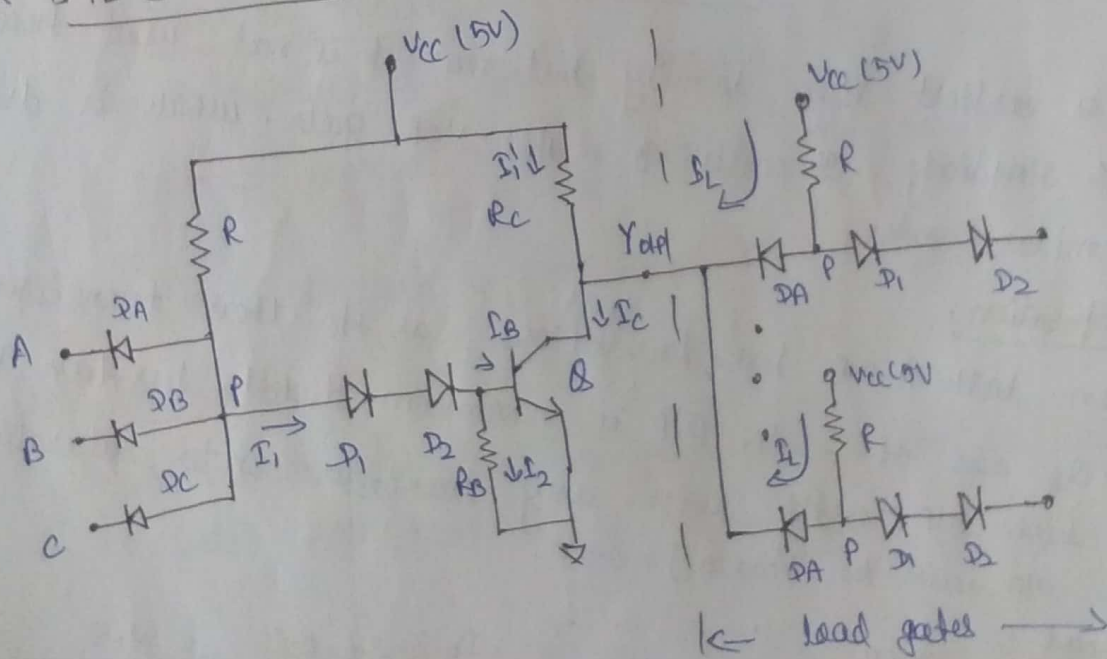 VCC (5V)
VCC (5V)
I1' ↓
RC
IL
R
R
Y o/p
DA
P
D1
D2
DA
IB
↓ IC
A
Q
VCC (5V
DB
P
B
I1
D1
D2
RB
↓ I2
IL
R
DC
C
DA
P
D1
D2
|← load gates →